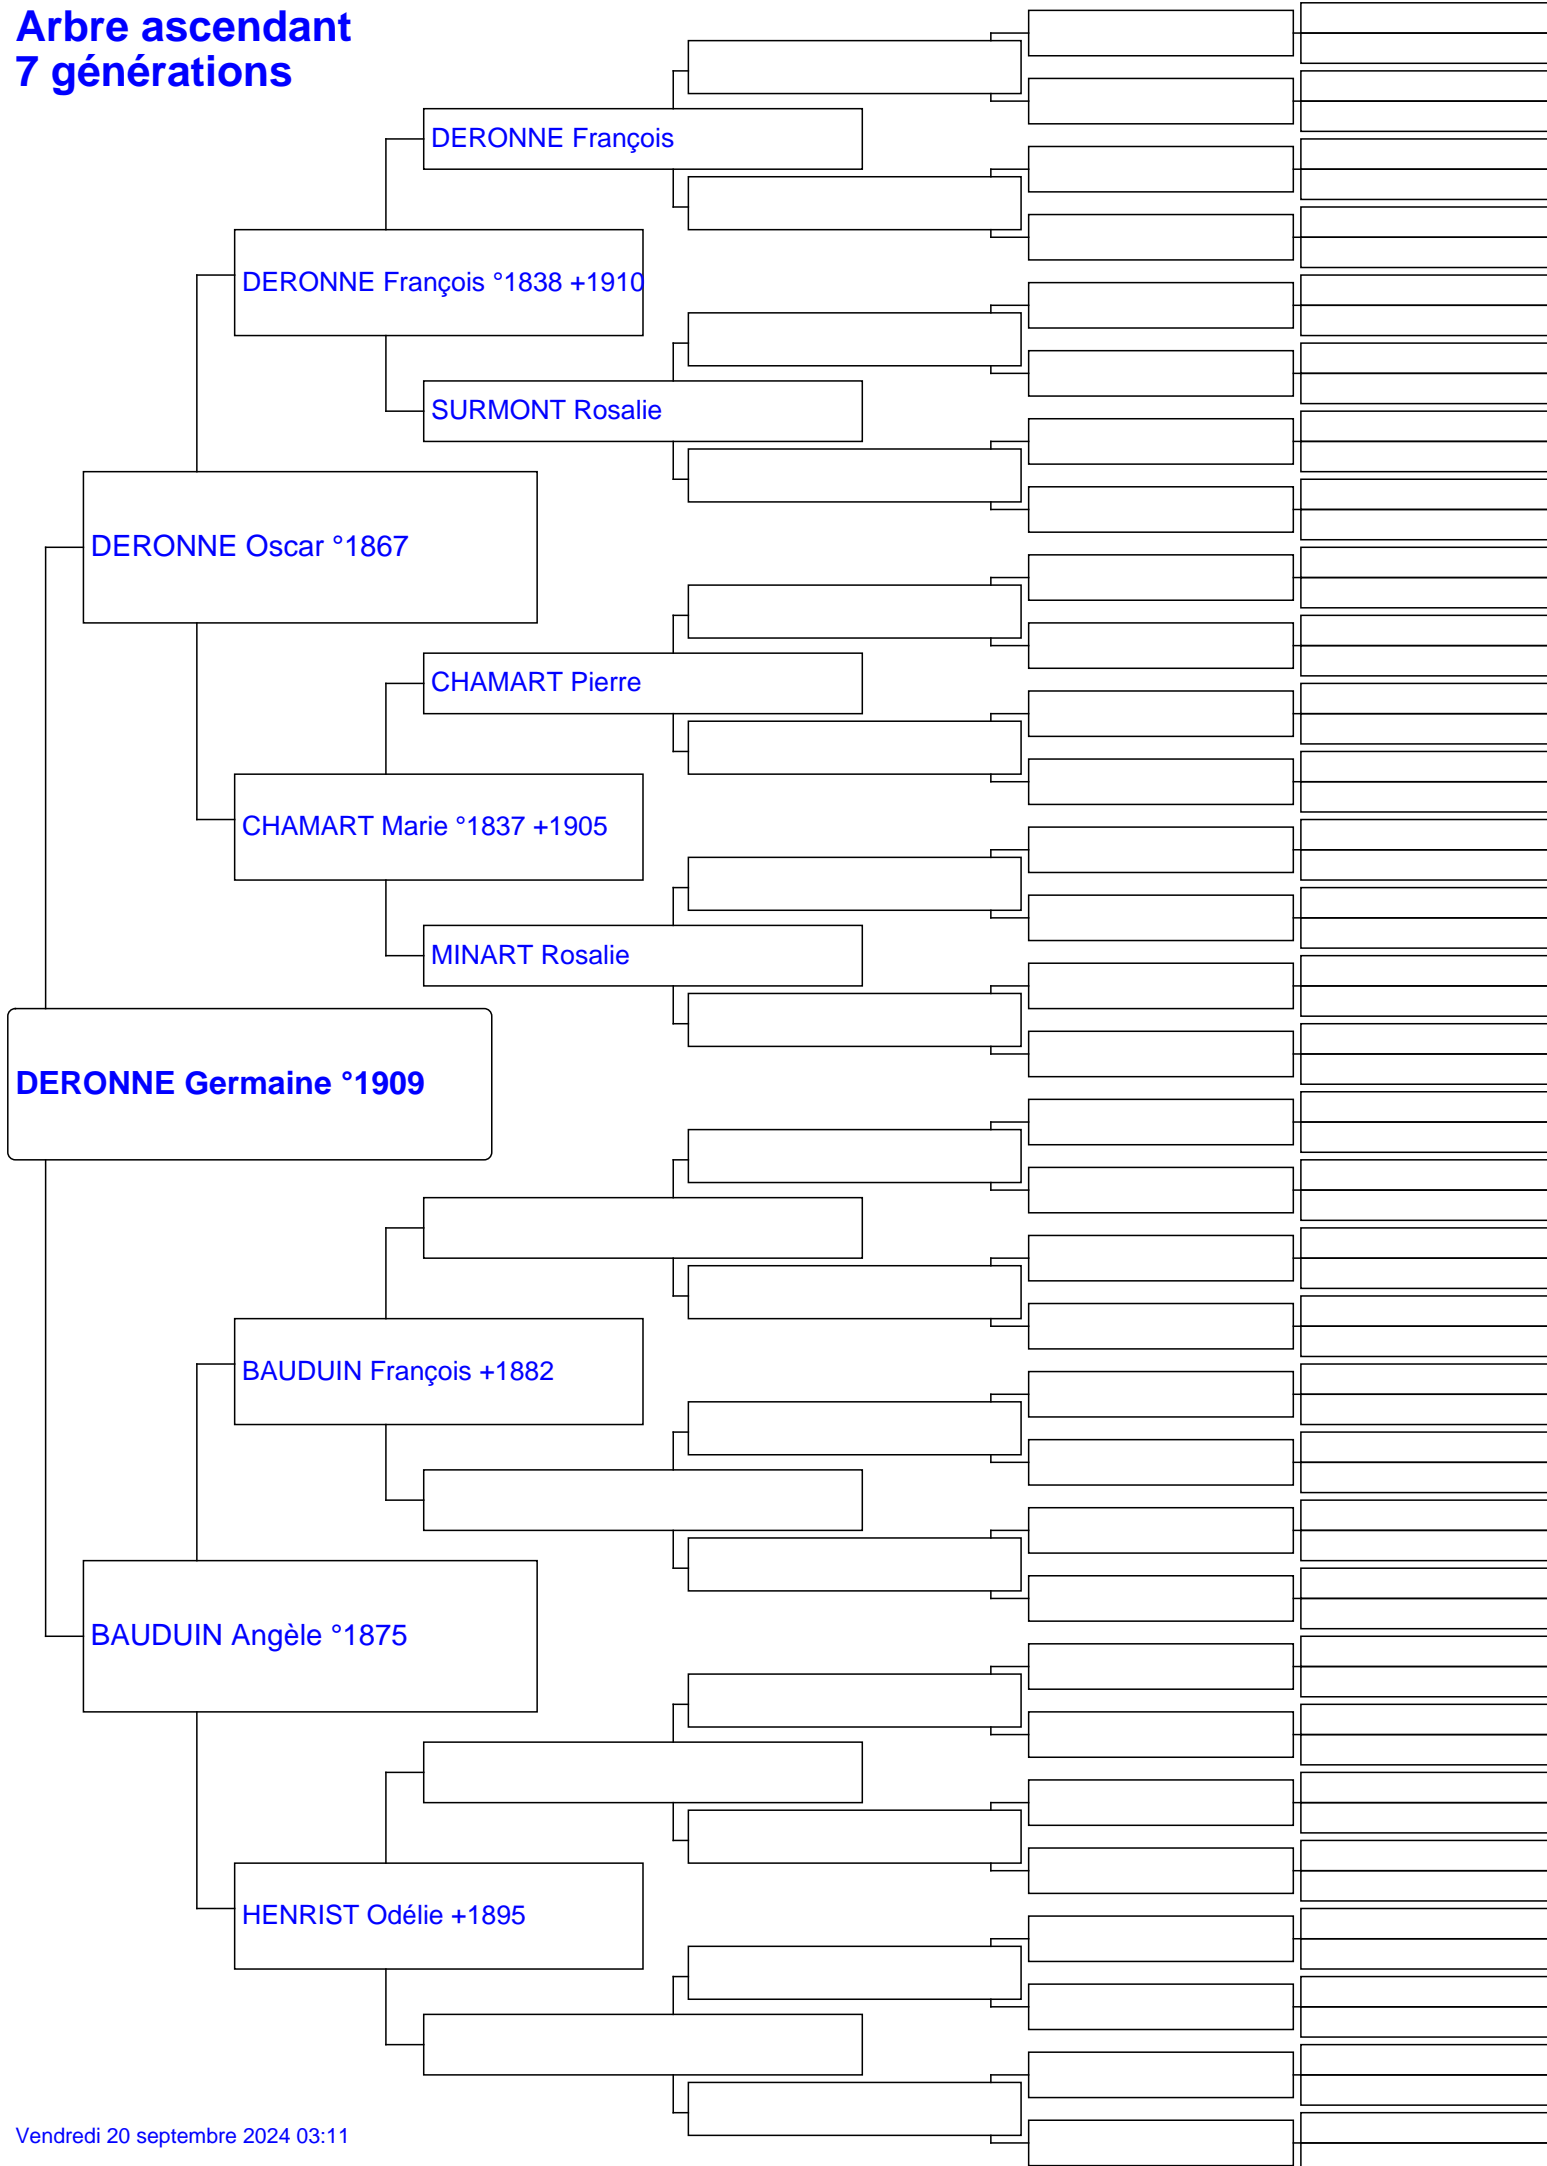 Arbre ascendant
7 générations
DERONNE François
DERONNE François °1838 +1910
SURMONT Rosalie
DERONNE Oscar °1867
CHAMART Pierre
CHAMART Marie °1837 +1905
MINART Rosalie
DERONNE Germaine °1909
BAUDUIN François +1882
BAUDUIN Angèle °1875
HENRIST Odélie +1895
Vendredi 20 septembre 2024 03:11